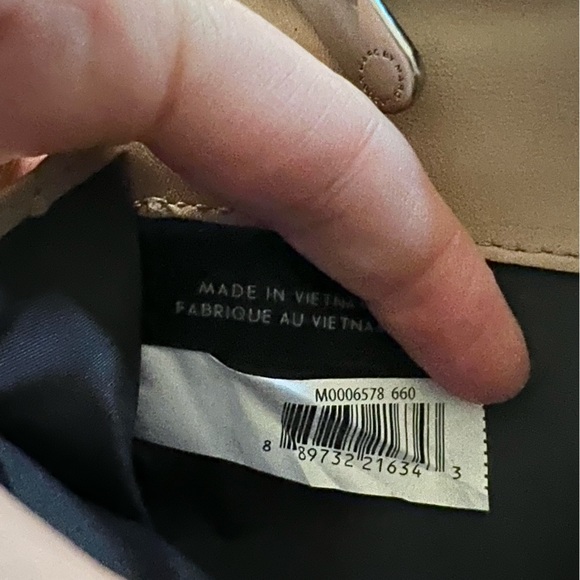 MADE IN VIETNA
FABRIQUE AU VIETNA
M0006578 660
8 89732 21634 3